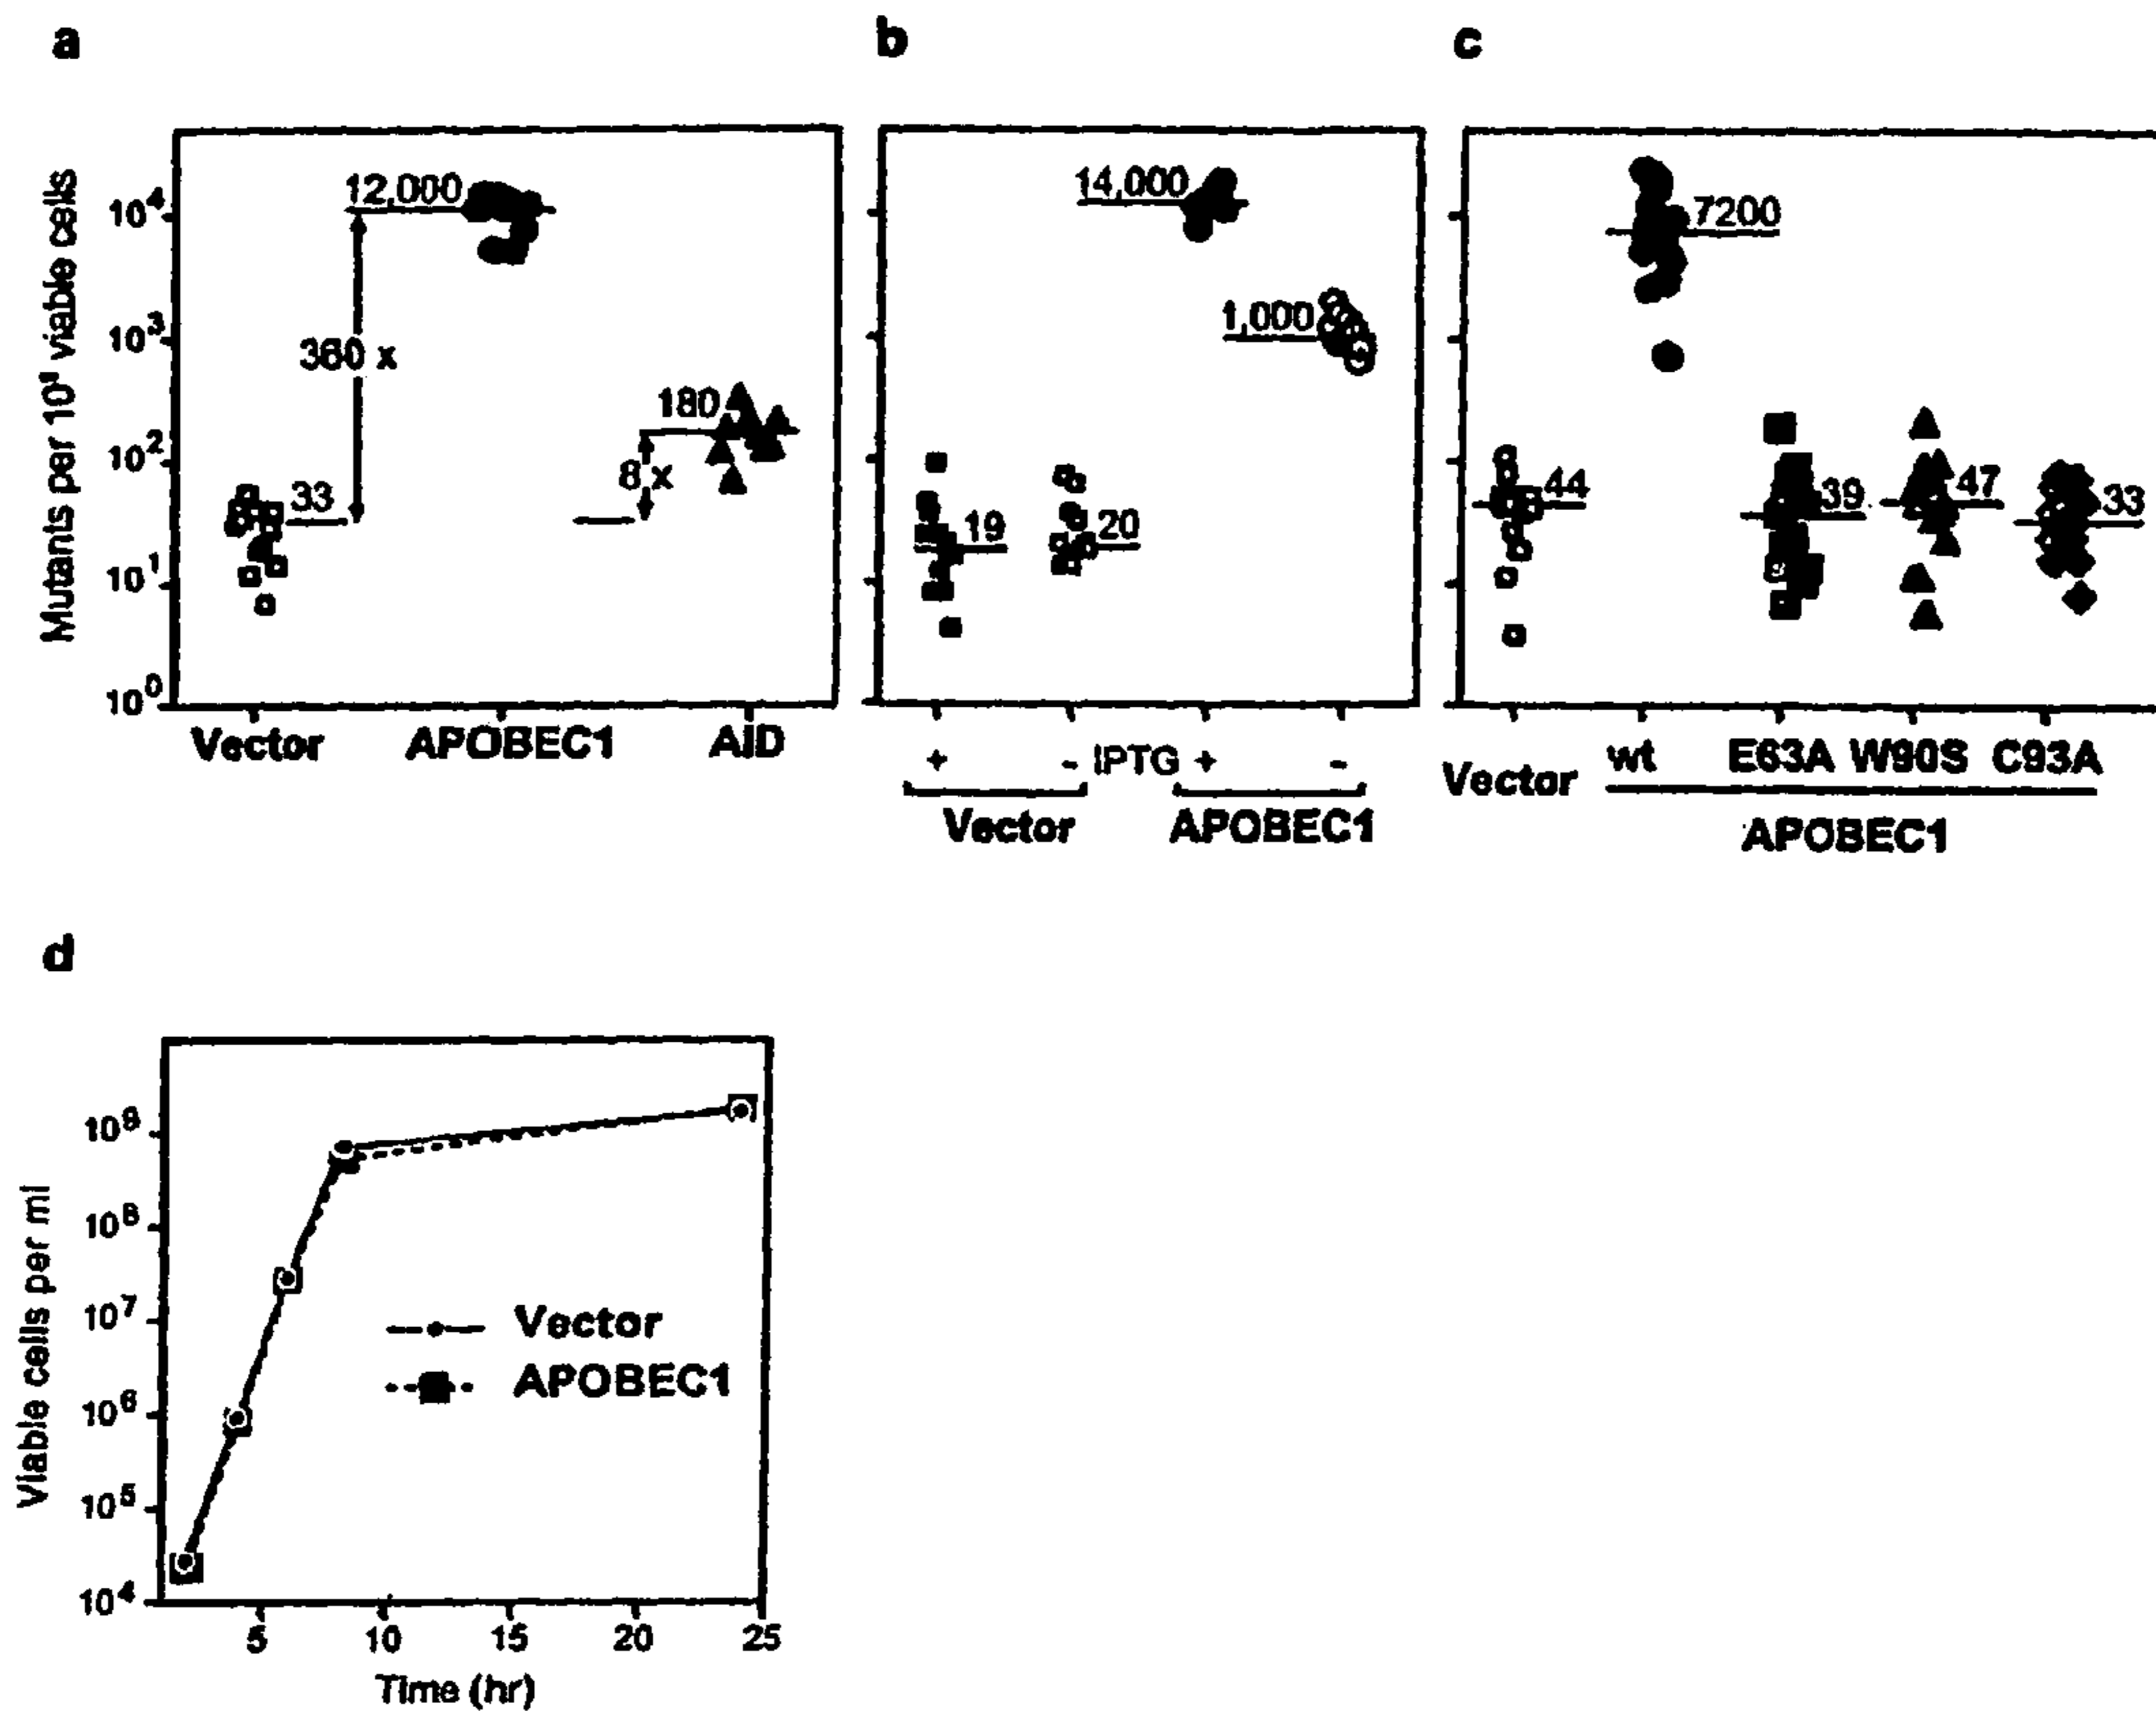 a
b
c
Mutants per 10⁹ viable cells
10⁴
10³
10²
10¹
10⁰
12,000
360 x
33
180
8 x
Vector APOBEC1 AID
14,000
1,000
19
20
+ - IPTG + -
Vector APOBEC1
7200
44
39
47
33
Vector wt E63A W90S C93A
APOBEC1
d
Viable cells per ml
10⁹
10⁸
10⁷
10⁶
10⁵
10⁴
Vector
APOBEC1
5 10 15 20 25
Time (hr)